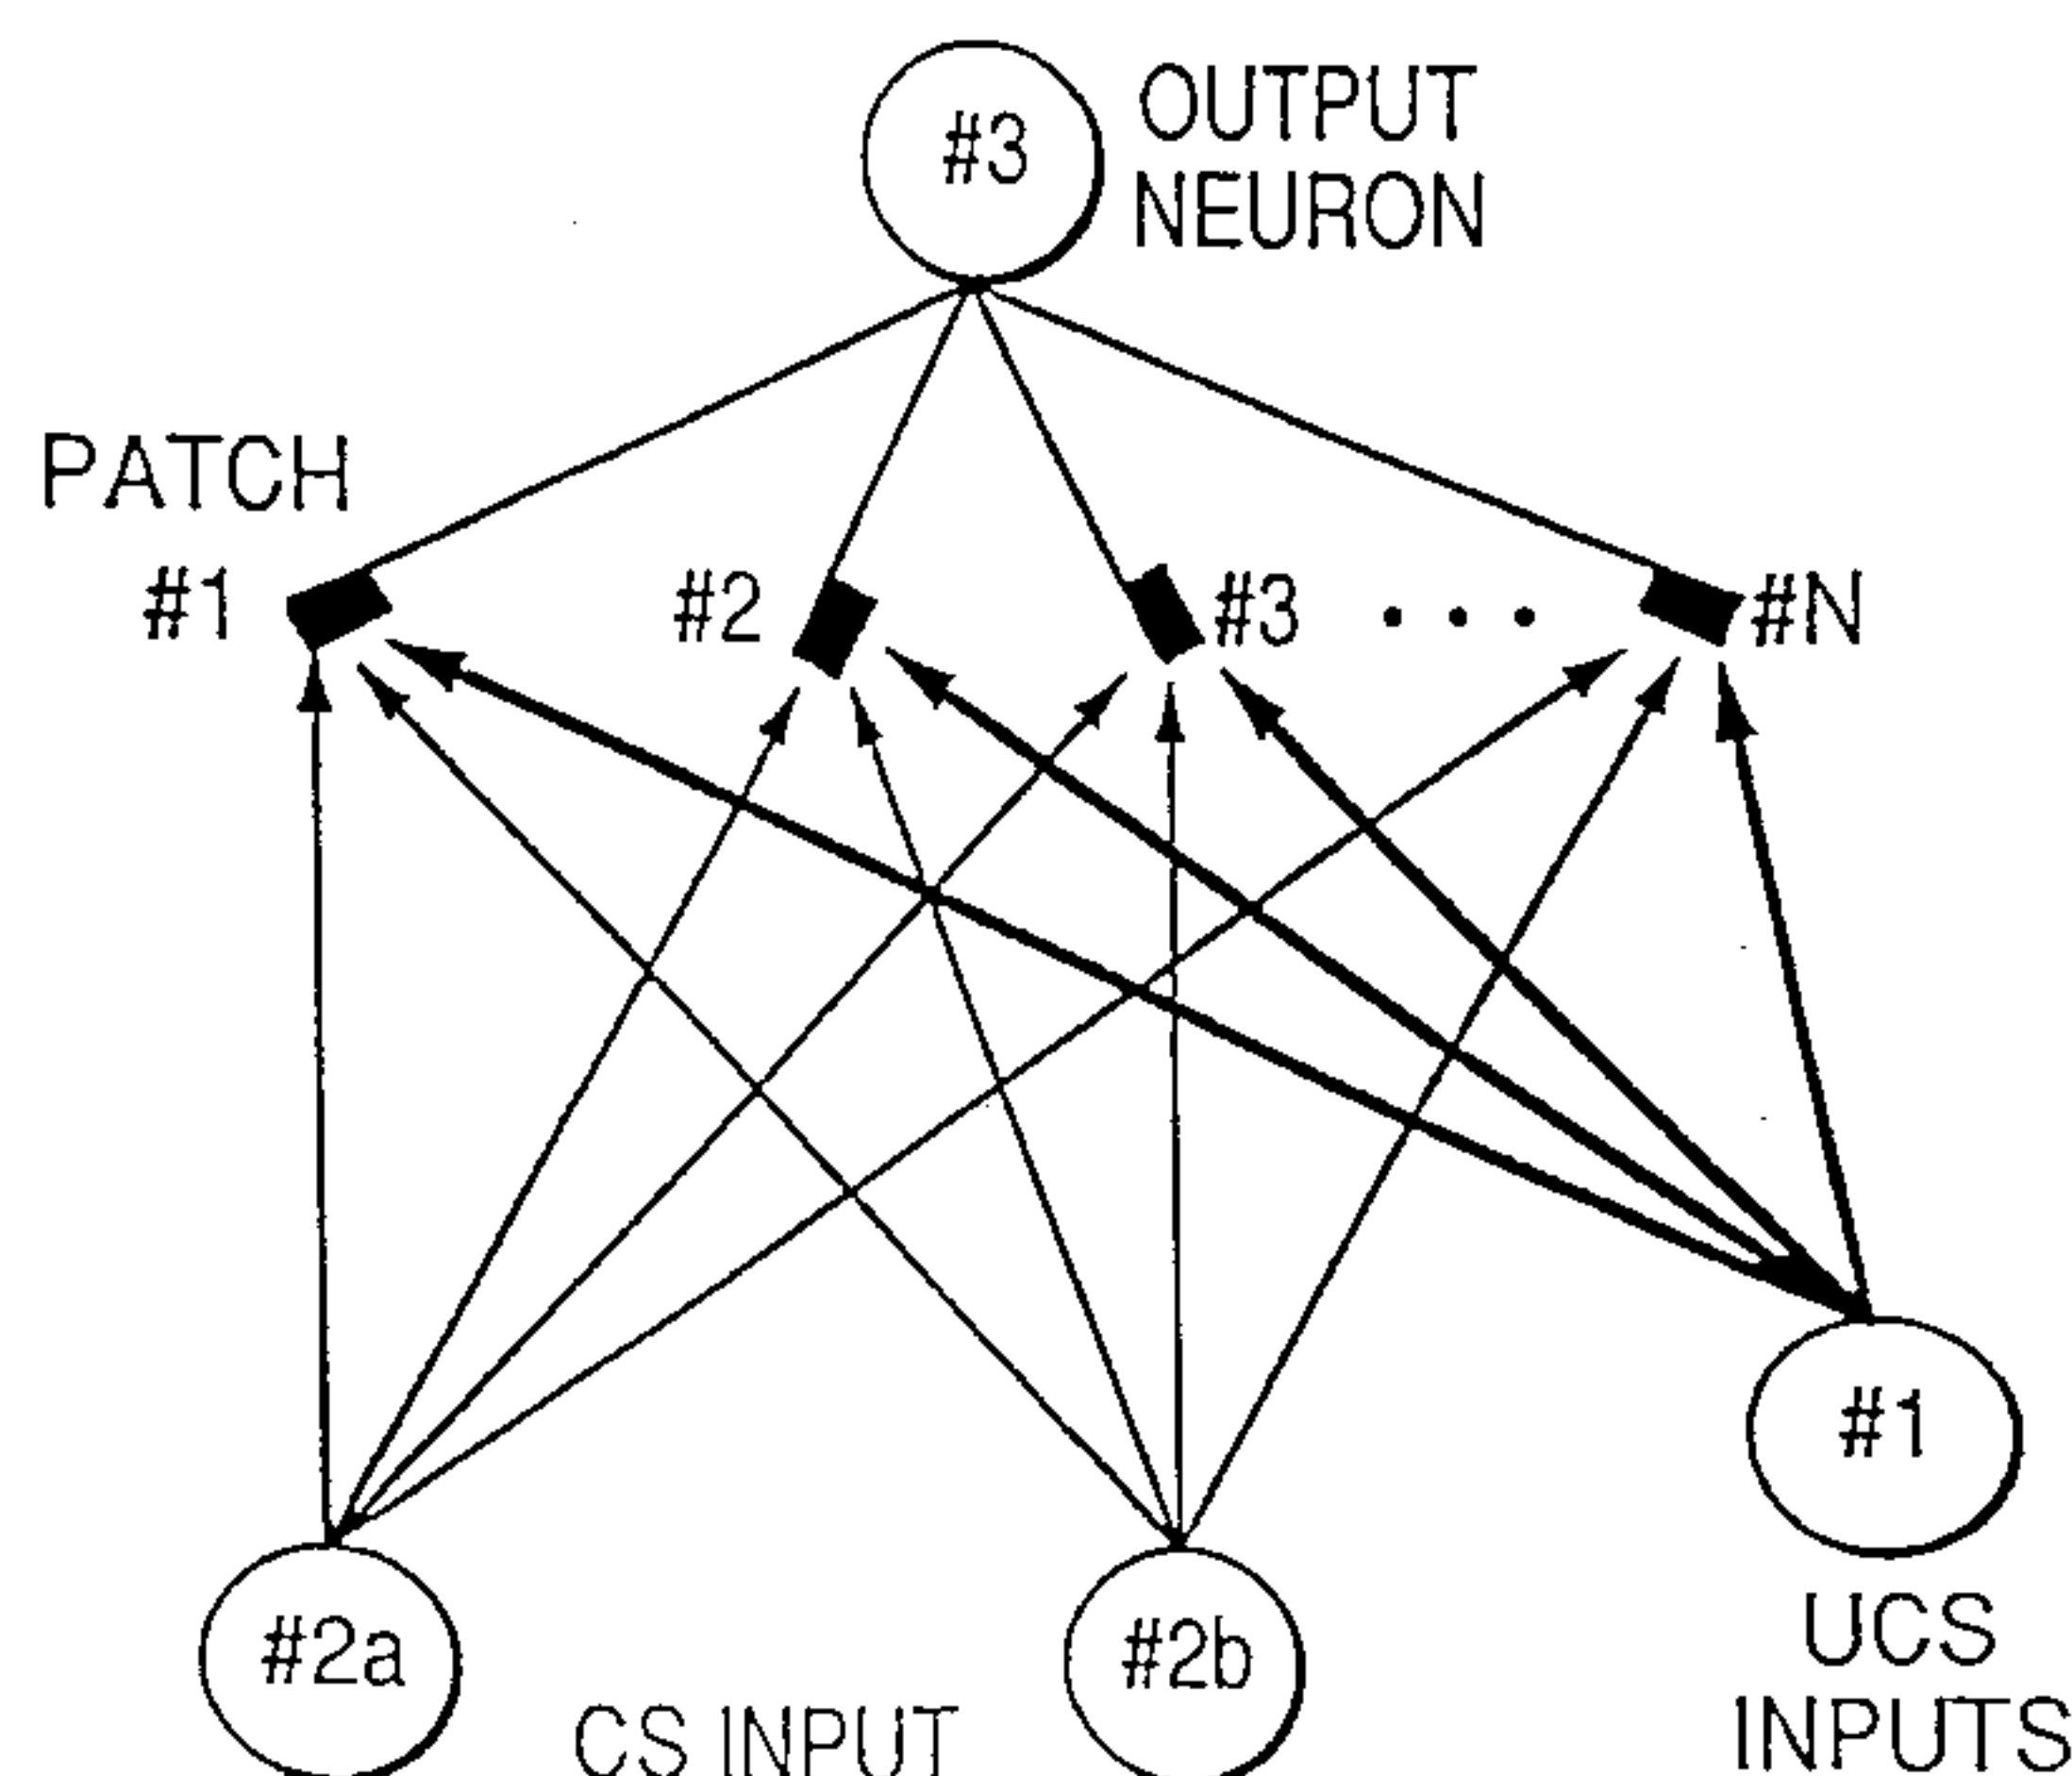 #3
OUTPUT
NEURON
PATCH
#1
#2
#3 . . .
#N
#1
#2a
#2b
UCS
INPUTS
CS INPUT